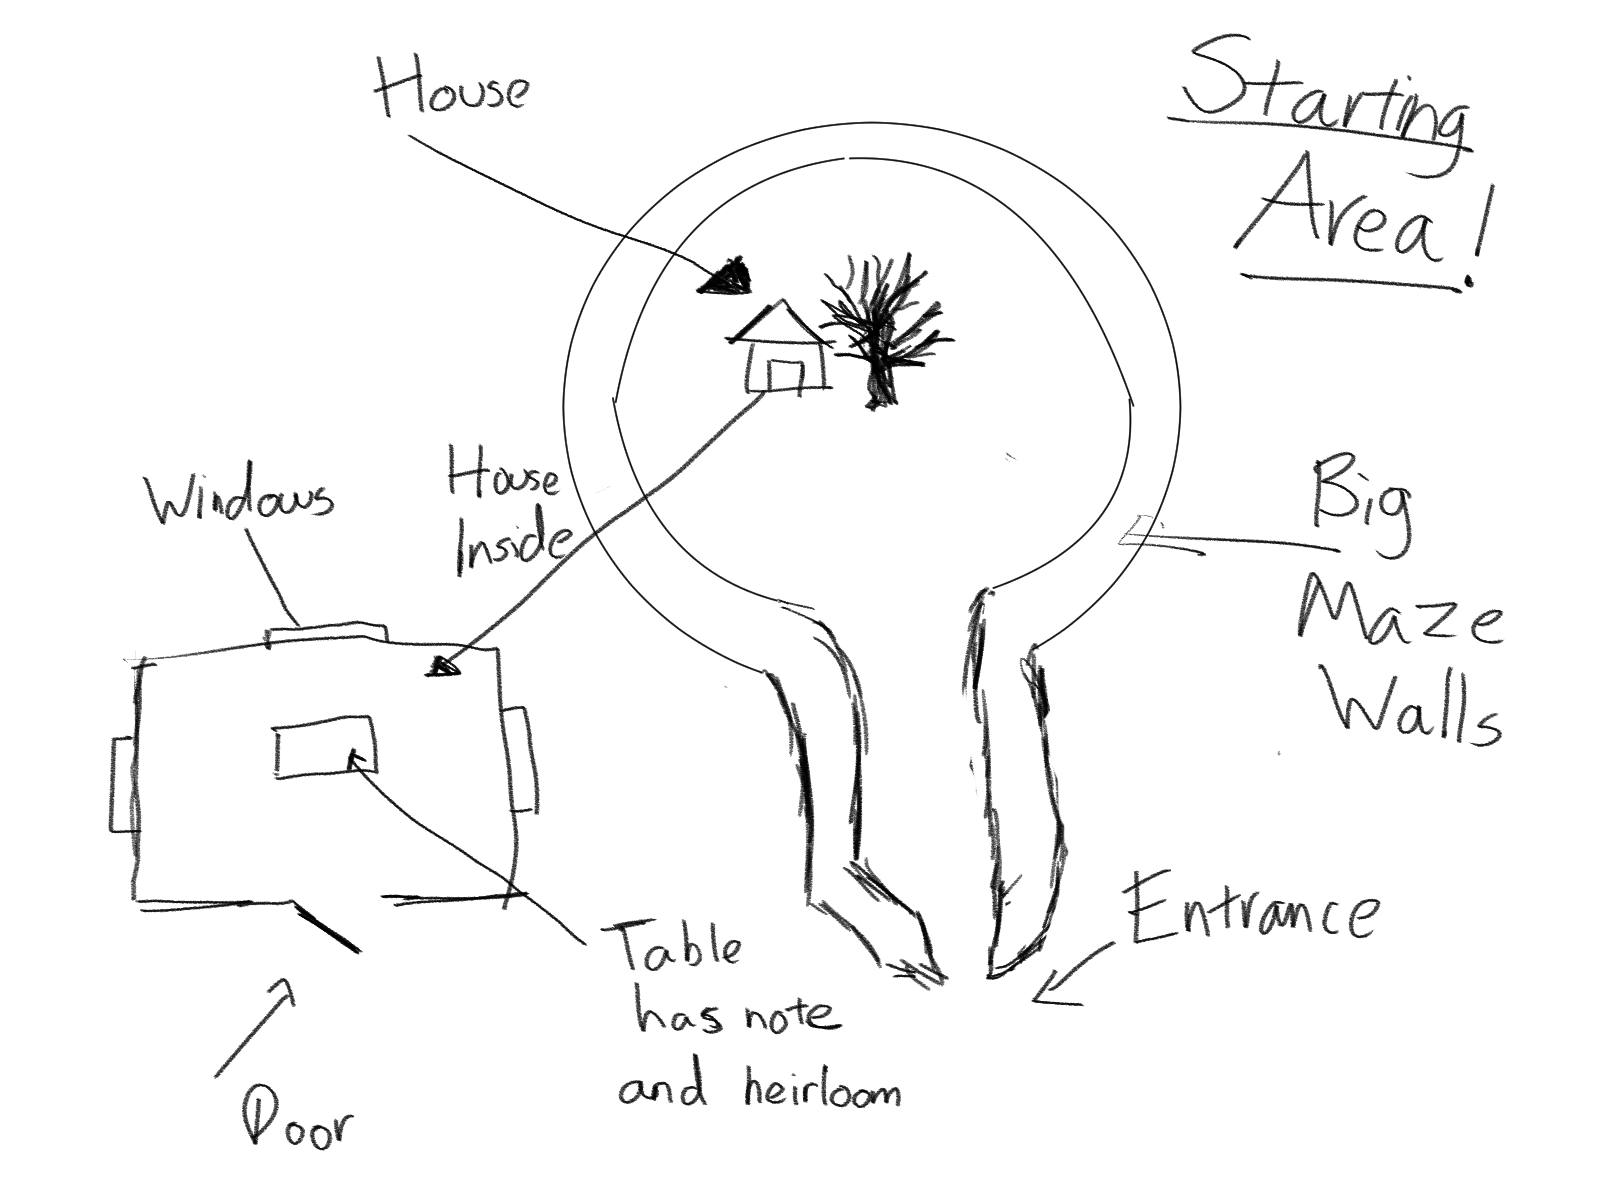 House
Starting
Area!
Windows
House
Inside
Big
Maze
Walls
Entrance
Table
has note
and heirloom
Door